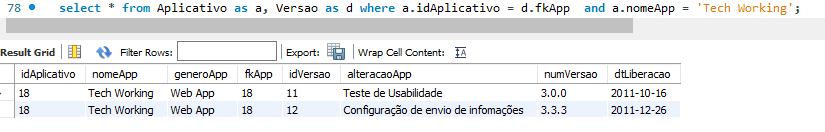 78 select * from Aplicativo as a, Versao as d where a.idAplicativo = d.fkApp and a.nomeApp = 'Tech Working';
Result Grid Filter Rows: Export: Wrap Cell Content: IA
idAplicativo nomeApp generoApp fkApp idVersao alteracaoApp numVersao dtLiberacao
18 Tech Working Web App 18 11 Teste de Usabilidade 3.0.0 2011-10-16
18 Tech Working Web App 18 12 Configuração de envio de infomações 3.3.3 2011-12-26